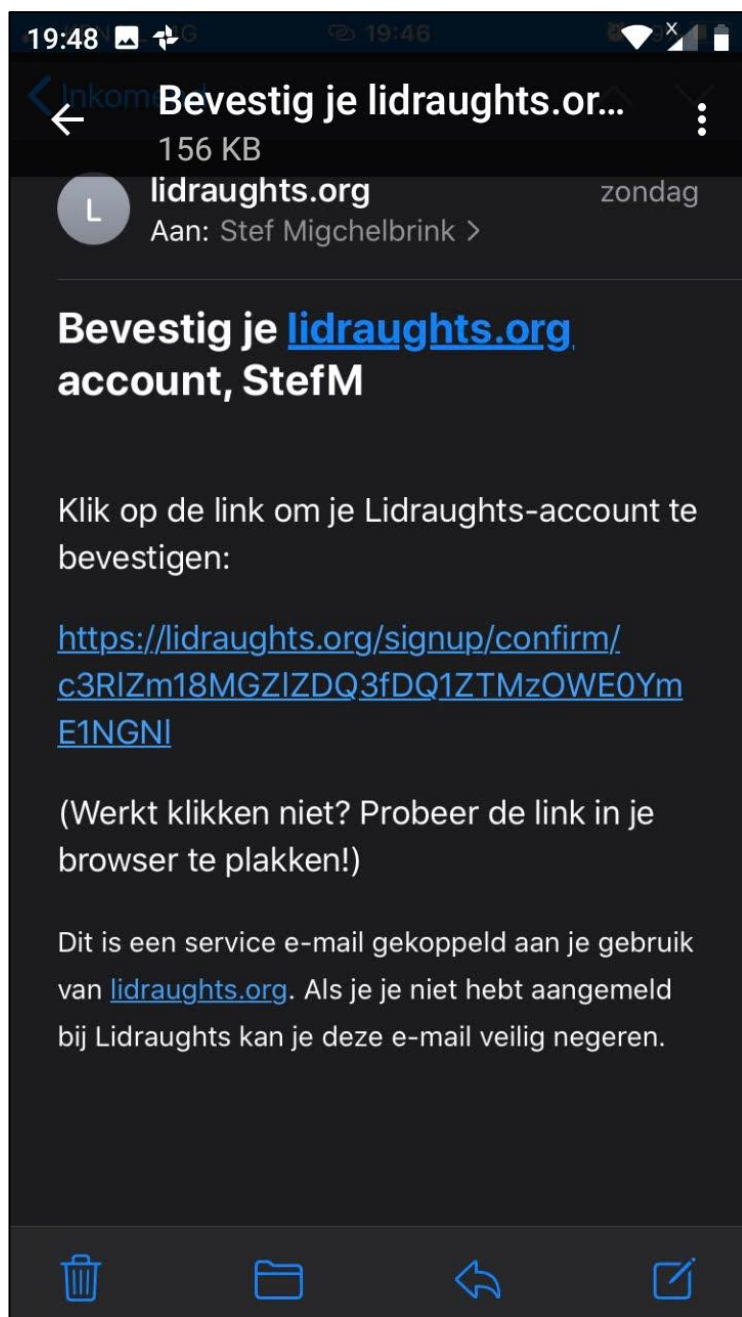 19:48
19:46
Bevestig je lidraughts.or...
156 KB
L
lidraughts.org
zondag
Aan: Stef Migchelbrink >
Bevestig je lidraughts.org
account, StefM
Klik op de link om je Lidraughts-account te
bevestigen:
https://lidraughts.org/signup/confirm/
c3RlZm18MGZlZDQ3fDQ1ZTMzOWE0Ym
E1NGNl
(Werkt klikken niet? Probeer de link in je
browser te plakken!)
Dit is een service e-mail gekoppeld aan je gebruik
van lidraughts.org. Als je je niet hebt aangemeld
bij Lidraughts kan je deze e-mail veilig negeren.